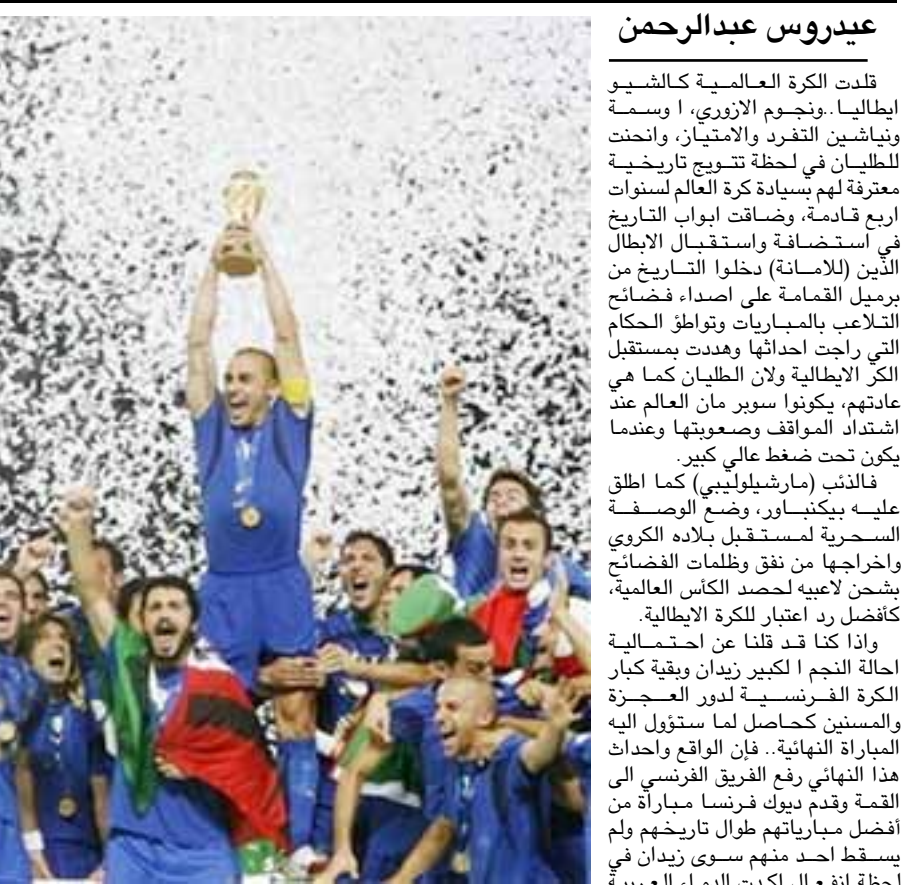 عيدروس عبدالرحمن
قلدت الكرة العالمية كالشيو
ايطاليا..ونجوم الازوري، ا وسمة
ونياشين التفرد والامتياز، وانحنت
للطليان في لحظة تتويج تاريخية
معترفة لهم بسيادة كرة العالم لسنوات
اربع قادمة، وضاقت ابواب التاريخ
في استضافة واستقبال الابطال
الذين (للامانة) دخلوا التاريخ من
برميل القمامة على اصداء فضائح
التلاعب بالمباريات وتواطؤ الحكام
التي راجت احداثها وهددت بمستقبل
الكر الايطالية ولان الطليان كما هي
عادتهم، يكونوا سوبر مان العالم عند
اشتداد المواقف وصعوبتها وعندما
يكون تحت ضغط عالي كبير.
فالذئب (مارشيلوليبي) كما اطلق
عليه بيكنباور، وضع الوصفة
السحرية لمستقبل بلاده الكروي
واخراجها من نفق وظلمات الفضائح
بشحن لاعبيه لحصد الكأس العالمية،
كأفضل رد اعتبار للكرة الايطالية.
واذا كنا قد قلنا عن احتمالية
احالة النجم ا لكبير زيدان وبقية كبار
الكرة الفرنسية لدور العجزة
والمسنين كحاصل لما ستؤول اليه
المباراة النهائية.. فإن الواقع واحداث
هذا النهائي رفع الفريق الفرنسي الى
القمة وقدم ديوك فرنسا مباراة من
أفضل مبارياتهم طوال تاريخهم ولم
يسقط احد منهم سوى زيدان في
لحظة انفعال اكدت الدماء العربية